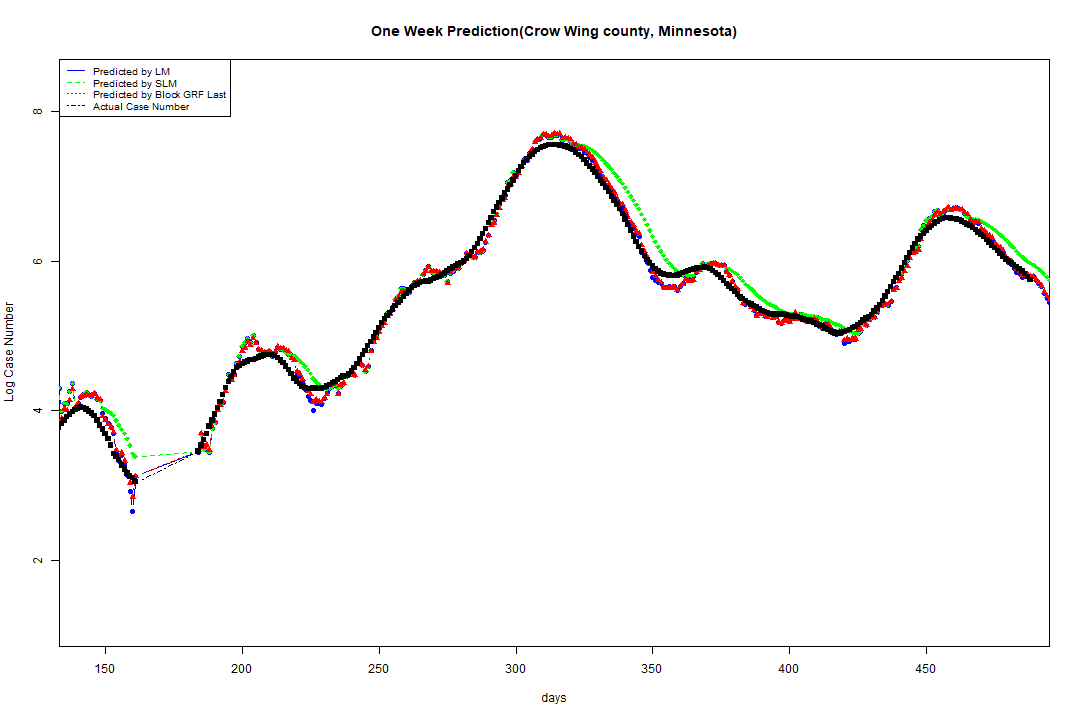 One Week Prediction(Crow Wing county, Minnesota)
Predicted by LM
Predicted by SLM
Predicted by Block GRF Last
Actual Case Number
8
6
4
2
Log Case Number
150 200 250 300 350 400 450
days